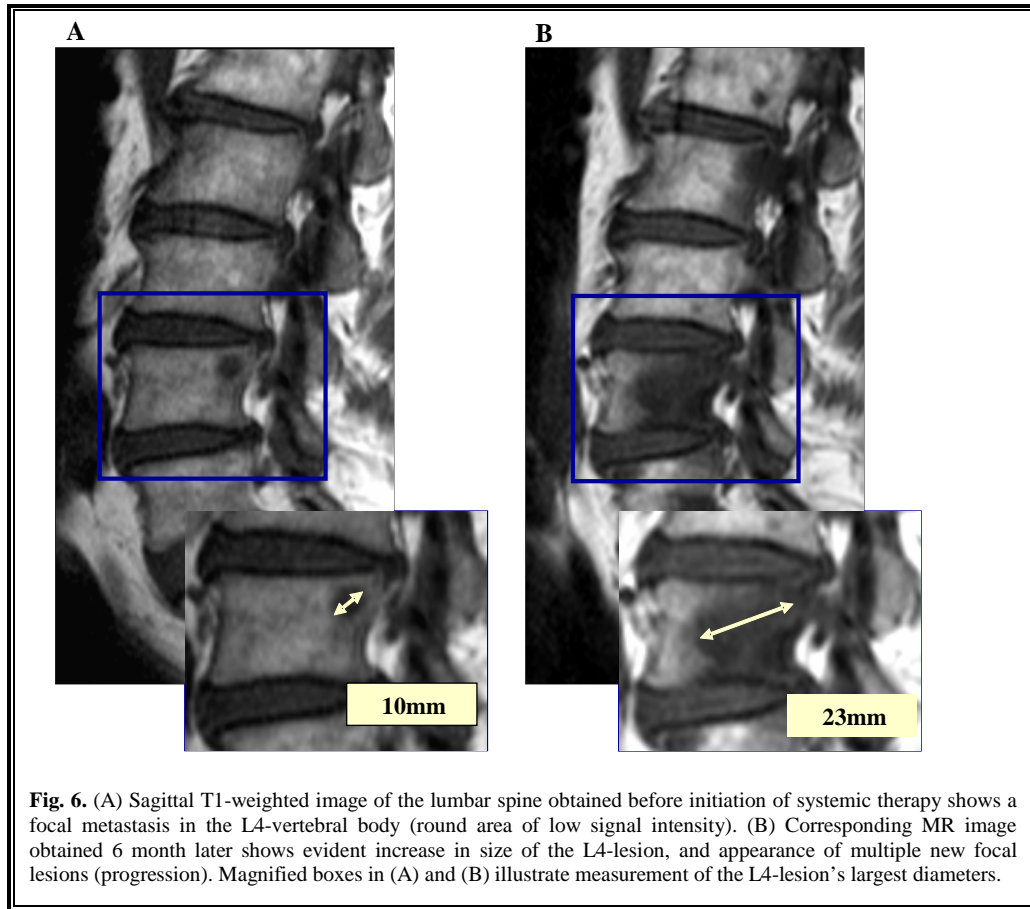 A
B
10mm
23mm
Fig. 6. (A) Sagittal T1-weighted image of the lumbar spine obtained before initiation of systemic therapy shows a
focal metastasis in the L4-vertebral body (round area of low signal intensity). (B) Corresponding MR image
obtained 6 month later shows evident increase in size of the L4-lesion, and appearance of multiple new focal
lesions (progression). Magnified boxes in (A) and (B) illustrate measurement of the L4-lesion’s largest diameters.